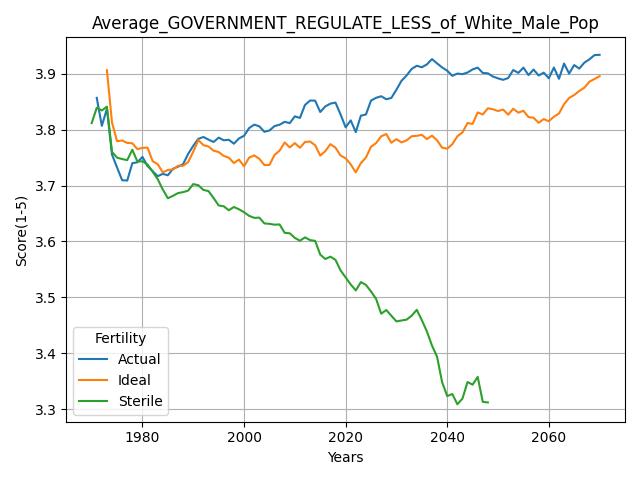 Average_GOVERNMENT_REGULATE_LESS_of_White_Male_Pop
Score(1-5)
3.9
3.8
3.7
3.6
3.5
3.4
3.3
Fertility
Actual
Ideal
Sterile
1980
2000
2020
2040
2060
Years